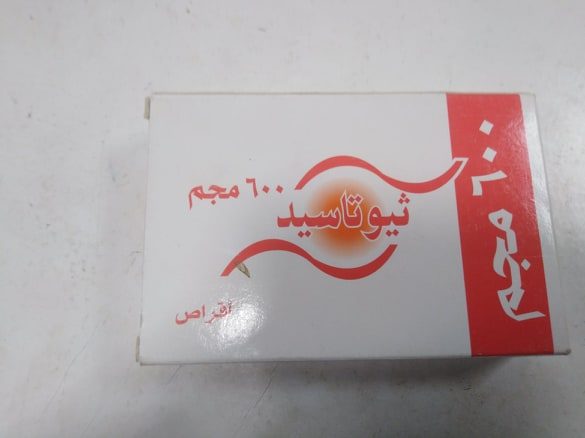 ٦٠٠ مجم
ثيوتاسيد
أقراص
٦٠٠ مجم